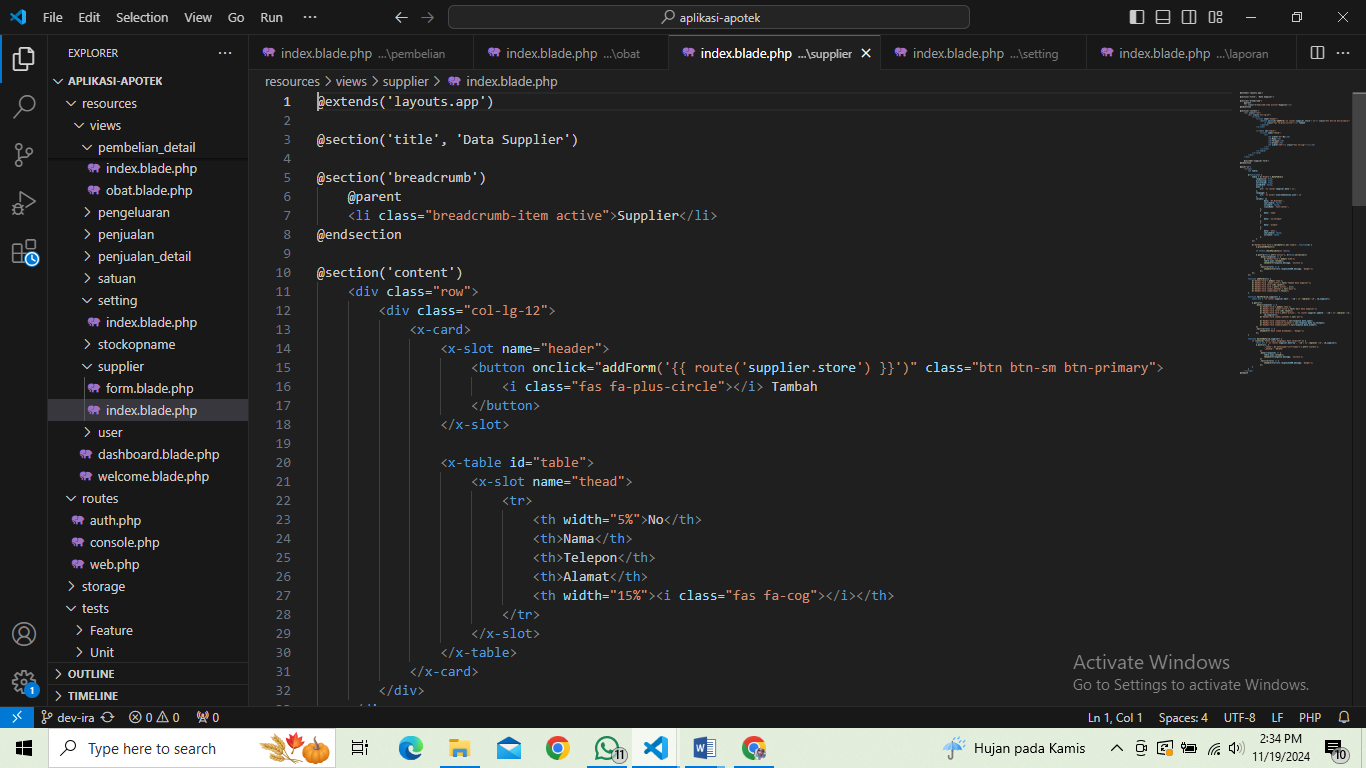 File Edit Selection View Go Run ··· aplikasi-apotek
EXPLORER ···
APLIKASI-APOTEK
resources
views
pembelian_detail
index.blade.php
obat.blade.php
pengeluaran
penjualan
penjualan_detail
satuan
setting
index.blade.php
stockopname
supplier
form.blade.php
index.blade.php
user
dashboard.blade.php
welcome.blade.php
routes
auth.php
console.php
web.php
storage
tests
Feature
Unit
OUTLINE
TIMELINE
index.blade.php ...\pembelian index.blade.php ...\obat index.blade.php ...\supplier index.blade.php ...\setting index.blade.php ...\laporan
resources > views > supplier > index.blade.php
1 @extends('layouts.app')
2
3 @section('title', 'Data Supplier')
4
5 @section('breadcrumb')
6 @parent
7 <li class="breadcrumb-item active">Supplier</li>
8 @endsection
9
10 @section('content')
11 <div class="row">
12 <div class="col-lg-12">
13 <x-card>
14 <x-slot name="header">
15 <button onclick="addForm('{{ route('supplier.store') }}')" class="btn btn-sm btn-primary">
16 <i class="fas fa-plus-circle"></i> Tambah
17 </button>
18 </x-slot>
19
20 <x-table id="table">
21 <x-slot name="thead">
22 <tr>
23 <th width="5%">No</th>
24 <th>Nama</th>
25 <th>Telepon</th>
26 <th>Alamat</th>
27 <th width="15%"><i class="fas fa-cog"></i></th>
28 </tr>
29 </x-slot>
30 </x-table>
31 </x-card>
32 </div>
Activate Windows
Go to Settings to activate Windows.
1
dev-ira 0 0 0 Ln 1, Col 1 Spaces: 4 UTF-8 LF PHP
Type here to search 11 Hujan pada Kamis 2:34 PM
11/19/2024 10